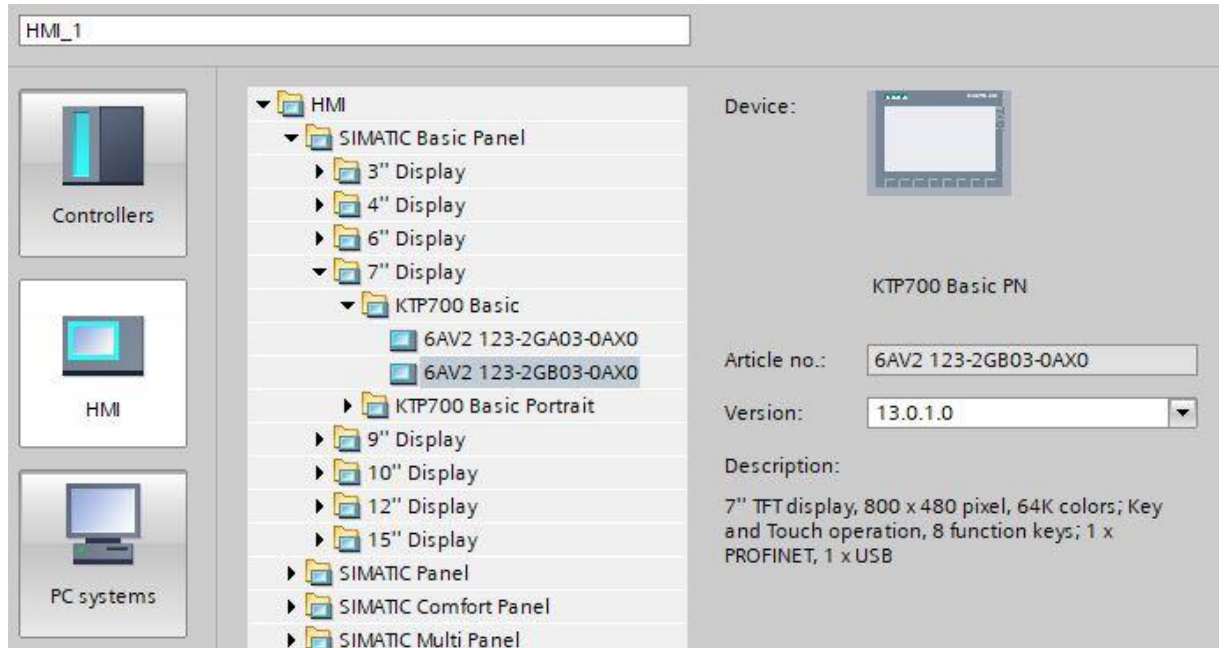 HMI_1
Controllers
HMI
PC systems
HMI
SIMATIC Basic Panel
3'' Display
4'' Display
6'' Display
7'' Display
KTP700 Basic
6AV2 123-2GA03-0AX0
6AV2 123-2GB03-0AX0
KTP700 Basic Portrait
9'' Display
10'' Display
12'' Display
15'' Display
SIMATIC Panel
SIMATIC Comfort Panel
SIMATIC Multi Panel
Device:
KTP700 Basic PN
Article no.: 6AV2 123-2GB03-0AX0
Version: 13.0.1.0
Description:
7'' TFT display, 800 x 480 pixel, 64K colors; Key
and Touch operation, 8 function keys; 1 x
PROFINET, 1 x USB